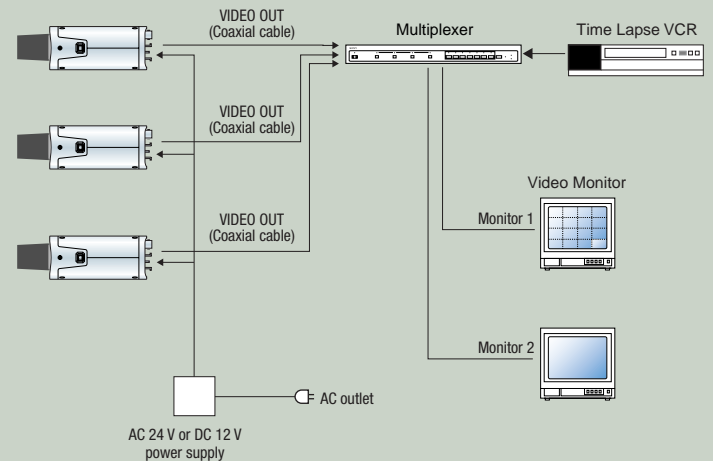 VIDEO OUT
(Coaxial cable)
Multiplexer
Time Lapse VCR
VIDEO OUT
(Coaxial cable)
Video Monitor
VIDEO OUT
(Coaxial cable)
Monitor 1
Monitor 2
AC outlet
AC 24 V or DC 12 V
power supply